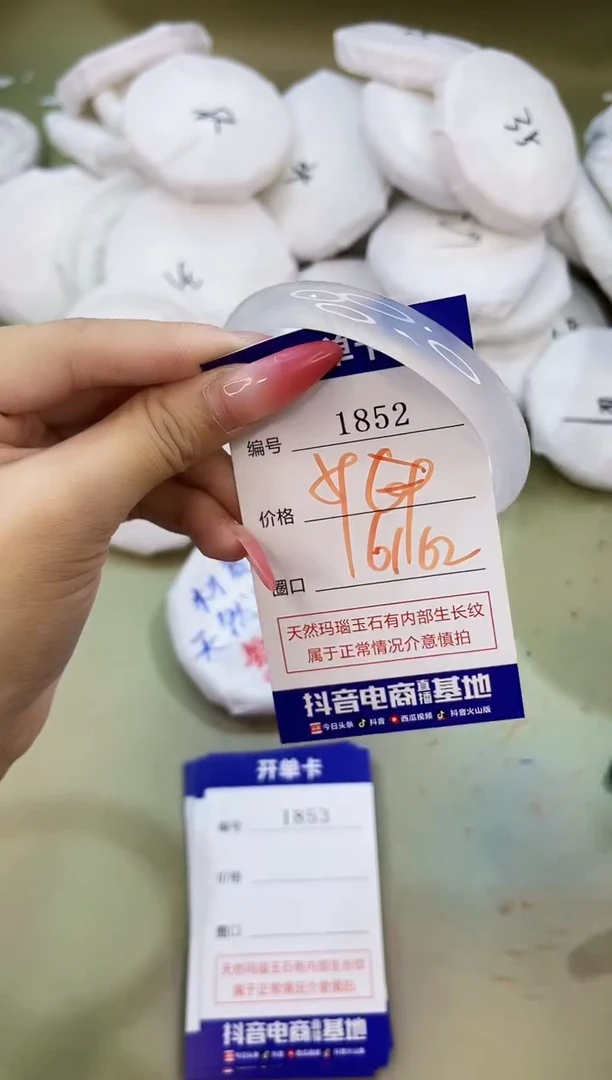 编号 1852
价格
圈口 61/62
天然玛瑙玉石有内部生长纹
属于正常情况介意慎拍
抖音电商直播基地
今日头条 抖音 西瓜视频 抖音火山版
开单卡
编号 1853
价格
圈口
天然玛瑙玉石有内部生长纹
属于正常情况介意慎拍
抖音电商直播基地